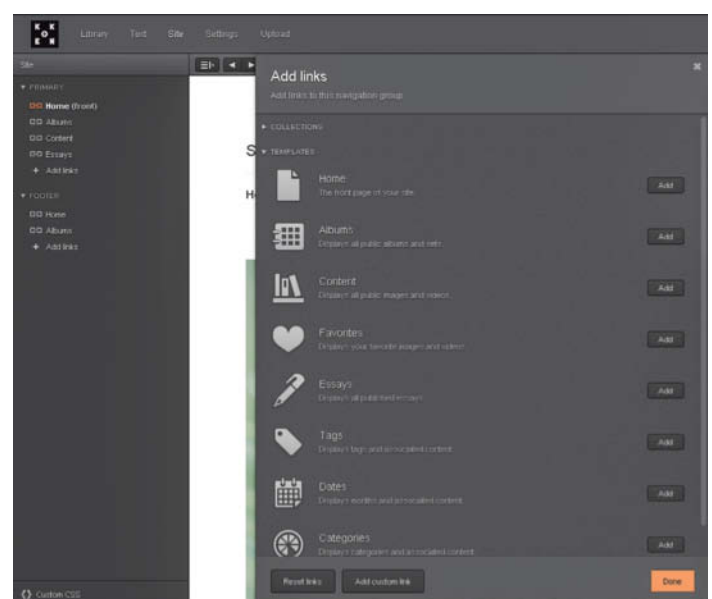 K K
K O K
E N
Library Text Site Settings Upload
Site
PRIMARY
Home (front)
Albums
Content
Essays
Add links
FOOTER
Home
Albums
Add links
Custom CSS
S
H
Add links
Add links to this navigation group.
COLLECTIONS
TEMPLATES
Home
The front page of your site.
Add
Albums
Displays all public albums and sets.
Add
Content
Displays all public images and videos.
Add
Favorites
Displays your favorite images and videos.
Add
Essays
Displays all published essays.
Add
Tags
Displays tags and associated content.
Add
Dates
Displays months and associated content.
Add
Categories
Displays categories and associated content.
Add
Reset links
Add custom link
Done